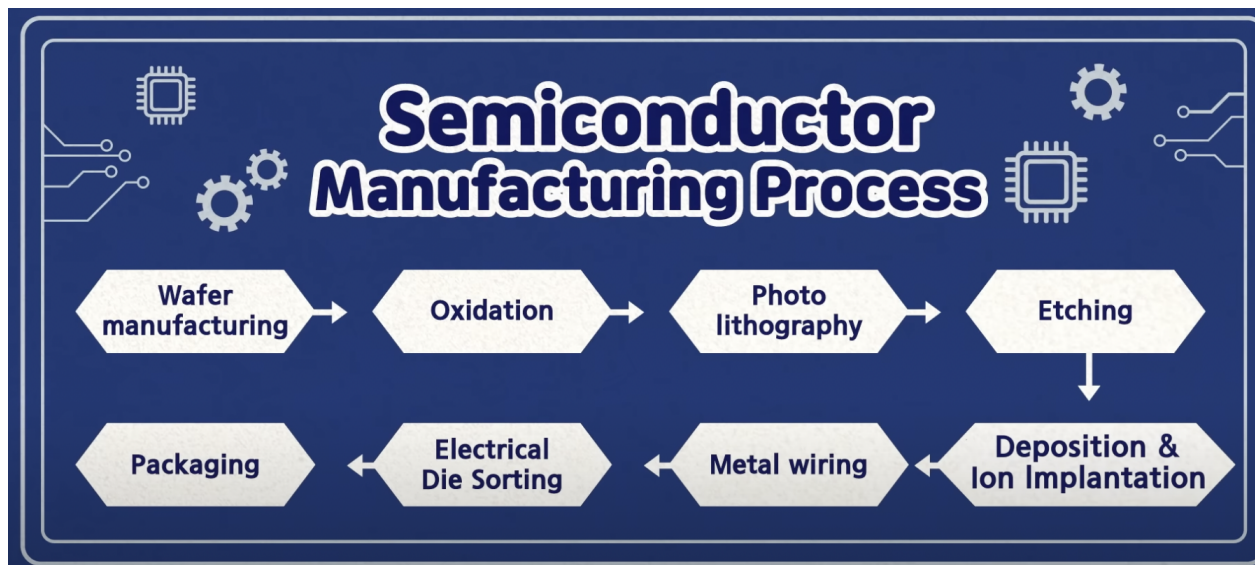 Semiconductor
Manufacturing Process
Wafer
manufacturing
Oxidation
Photo
lithography
Etching
Deposition &
Ion Implantation
Metal wiring
Electrical
Die Sorting
Packaging